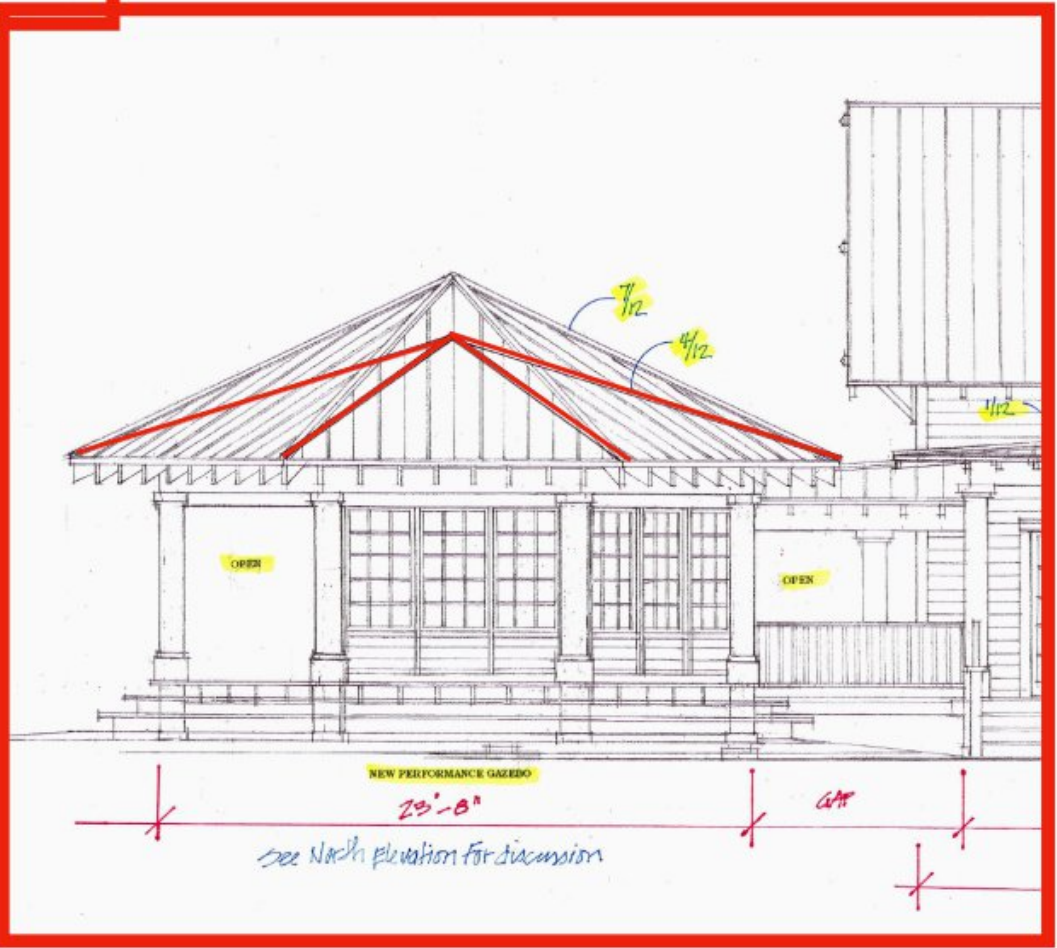 7/12
4/12
1/12
OPEN
OPEN
NEW PERFORMANCE GAZEBO
23'-8"
GAP
See North Elevation For discussion